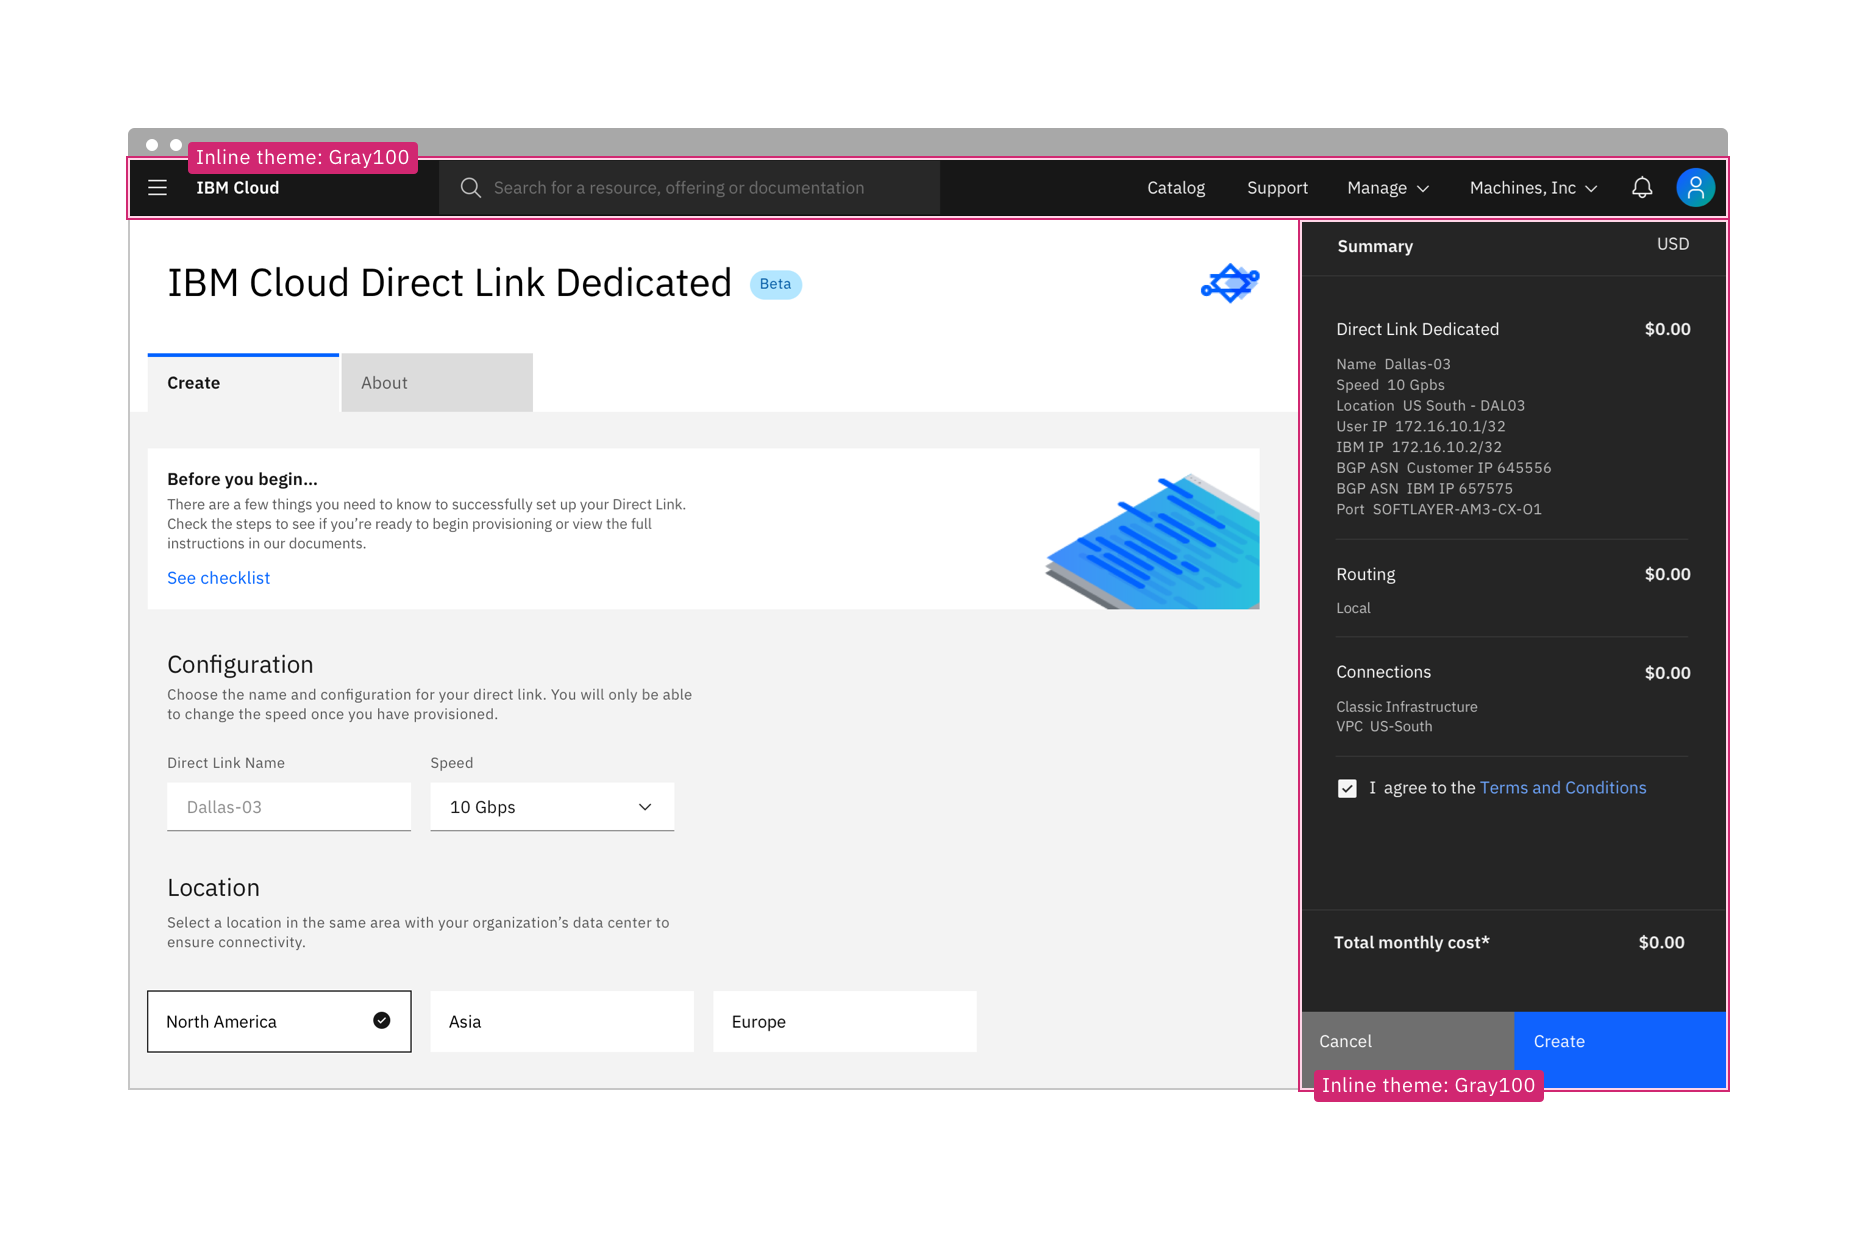 Inline theme: Gray100
IBM Cloud
Search for a resource, offering or documentation
Catalog
Support
Manage
Machines, Inc
IBM Cloud Direct Link Dedicated
Beta
Create
About
Before you begin...
There are a few things you need to know to successfully set up your Direct Link.
Check the steps to see if you’re ready to begin provisioning or view the full
instructions in our documents.
See checklist
Configuration
Choose the name and configuration for your direct link. You will only be able
to change the speed once you have provisioned.
Direct Link Name
Speed
Dallas-03
10 Gbps
Location
Select a location in the same area with your organization’s data center to
ensure connectivity.
North America
Asia
Europe
Summary
USD
Direct Link Dedicated
$0.00
Name Dallas-03
Speed 10 Gpbs
Location US South - DAL03
User IP 172.16.10.1/32
IBM IP 172.16.10.2/32
BGP ASN Customer IP 645556
BGP ASN IBM IP 657575
Port SOFTLAYER-AM3-CX-O1
Routing
$0.00
Local
Connections
$0.00
Classic Infrastructure
VPC US-South
I agree to the Terms and Conditions
Total monthly cost*
$0.00
Cancel
Create
Inline theme: Gray100